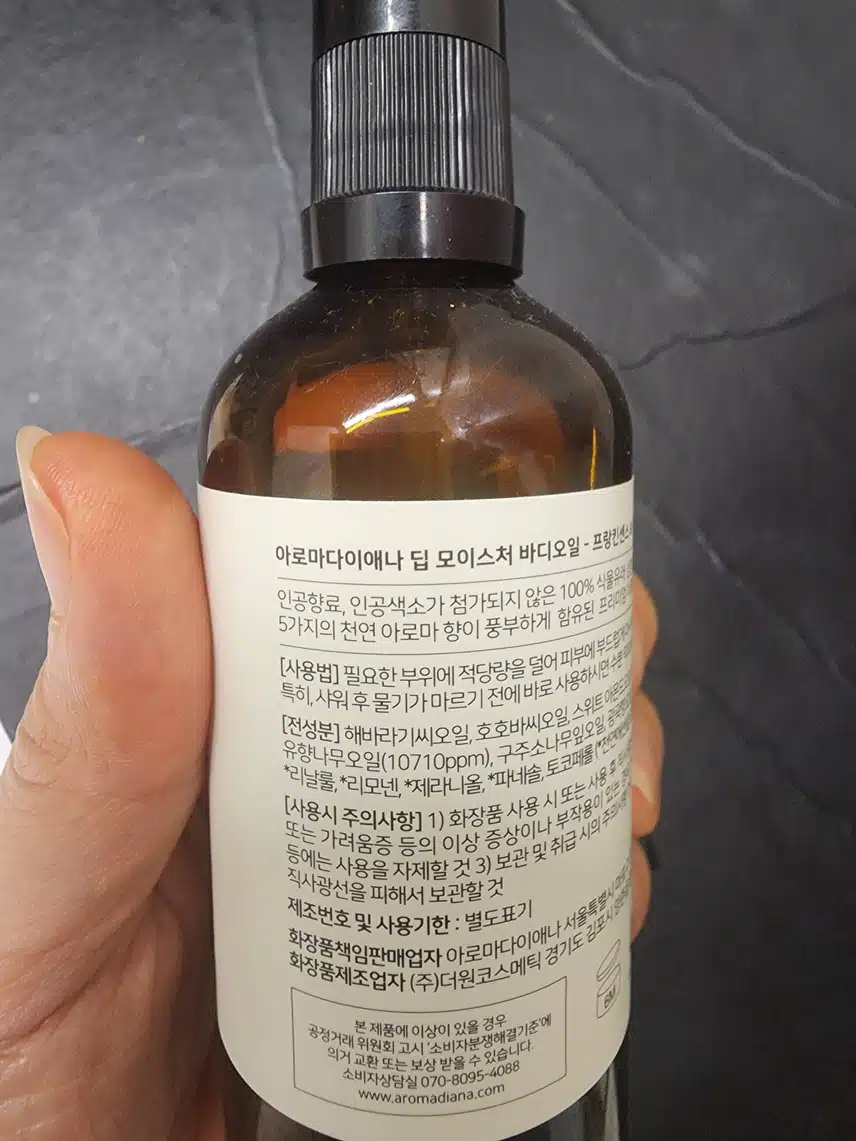 아로마다이애나 딥 모이스처 바디오일 - 프랑킨센스
인공향료, 인공색소가 첨가되지 않은 100% 식물유래
5가지의 천연 아로마 향이 풍부하게 함유된 프리미엄
[사용법] 필요한 부위에 적당량을 덜어 피부에 부드럽게
특히, 샤워 후 물기가 마르기 전에 바로 사용하시면 수분
[전성분] 해바라기씨오일, 호호바씨오일, 스위트 아몬드오일,
유향나무오일(10710ppm), 구주소나무잎오일,
*리날룰, *리모넨, *제라니올, *파네솔, 토코페롤
[사용시 주의사항] 1) 화장품 사용 시 또는 사용 후
또는 가려움증 등의 이상 증상이나 부작용이 있는
등에는 사용을 자제할 것 3) 보관 및 취급 시의 주의사항
직사광선을 피해서 보관할 것
제조번호 및 사용기한 : 별도표기
화장품책임판매업자 아로마다이애나 서울특별시
화장품제조업자 (주)더원코스메틱 경기도 김포시
6M
본 제품에 이상이 있을 경우
공정거래 위원회 고시 '소비자분쟁해결기준'에
의거 교환 또는 보상 받을 수 있습니다.
소비자상담실 070-8095-4088
www.aromadiana.com